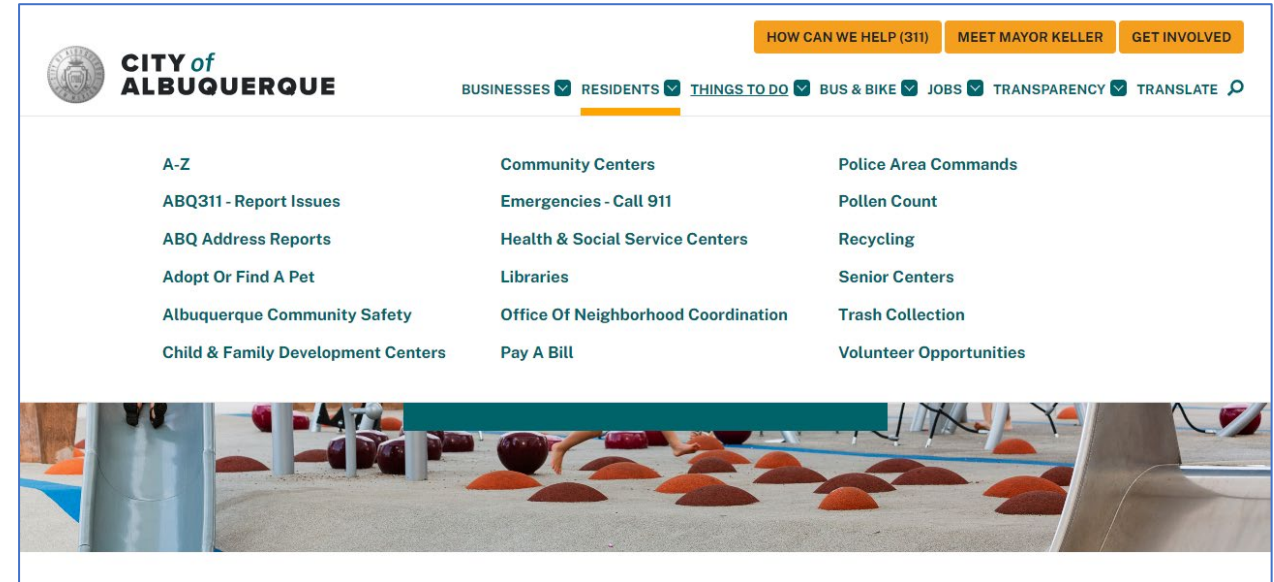 HOW CAN WE HELP (311) MEET MAYOR KELLER GET INVOLVED
CITY of
ALBUQUERQUE
BUSINESSES RESIDENTS THINGS TO DO BUS & BIKE JOBS TRANSPARENCY TRANSLATE
A-Z
ABQ311 - Report Issues
ABQ Address Reports
Adopt Or Find A Pet
Albuquerque Community Safety
Child & Family Development Centers
Community Centers
Emergencies - Call 911
Health & Social Service Centers
Libraries
Office Of Neighborhood Coordination
Pay A Bill
Police Area Commands
Pollen Count
Recycling
Senior Centers
Trash Collection
Volunteer Opportunities